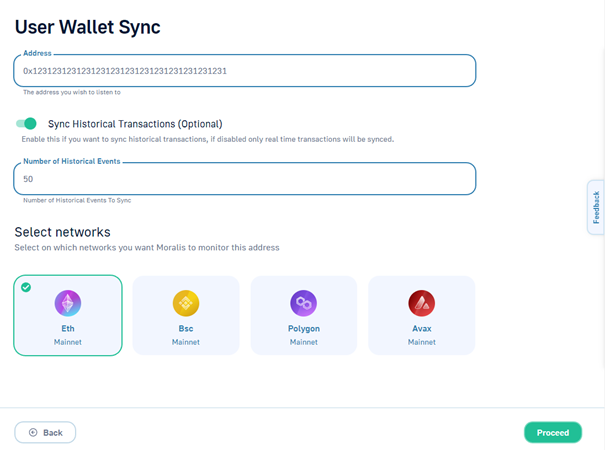 User Wallet Sync
Address
0x1231231231231231231231231231231231231231
The address you wish to listen to
Sync Historical Transactions (Optional)
Enable this if you want to sync historical transactions, if disabled only real time transactions will be synced.
Number of Historical Events
50
Number of Historical Events To Sync
Feedback
Select networks
Select on which networks you want Moralis to monitor this address
Eth
Mainnet
Bsc
Mainnet
Polygon
Mainnet
Avax
Mainnet
Back
Proceed